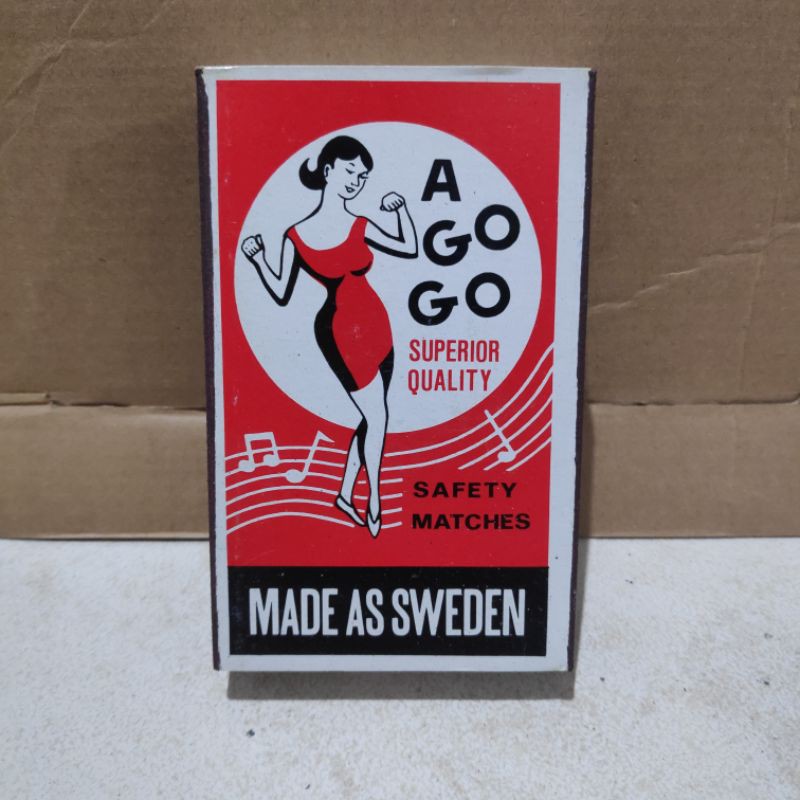 A
GO
GO
SUPERIOR
QUALITY
SAFETY
MATCHES
MADE AS SWEDEN